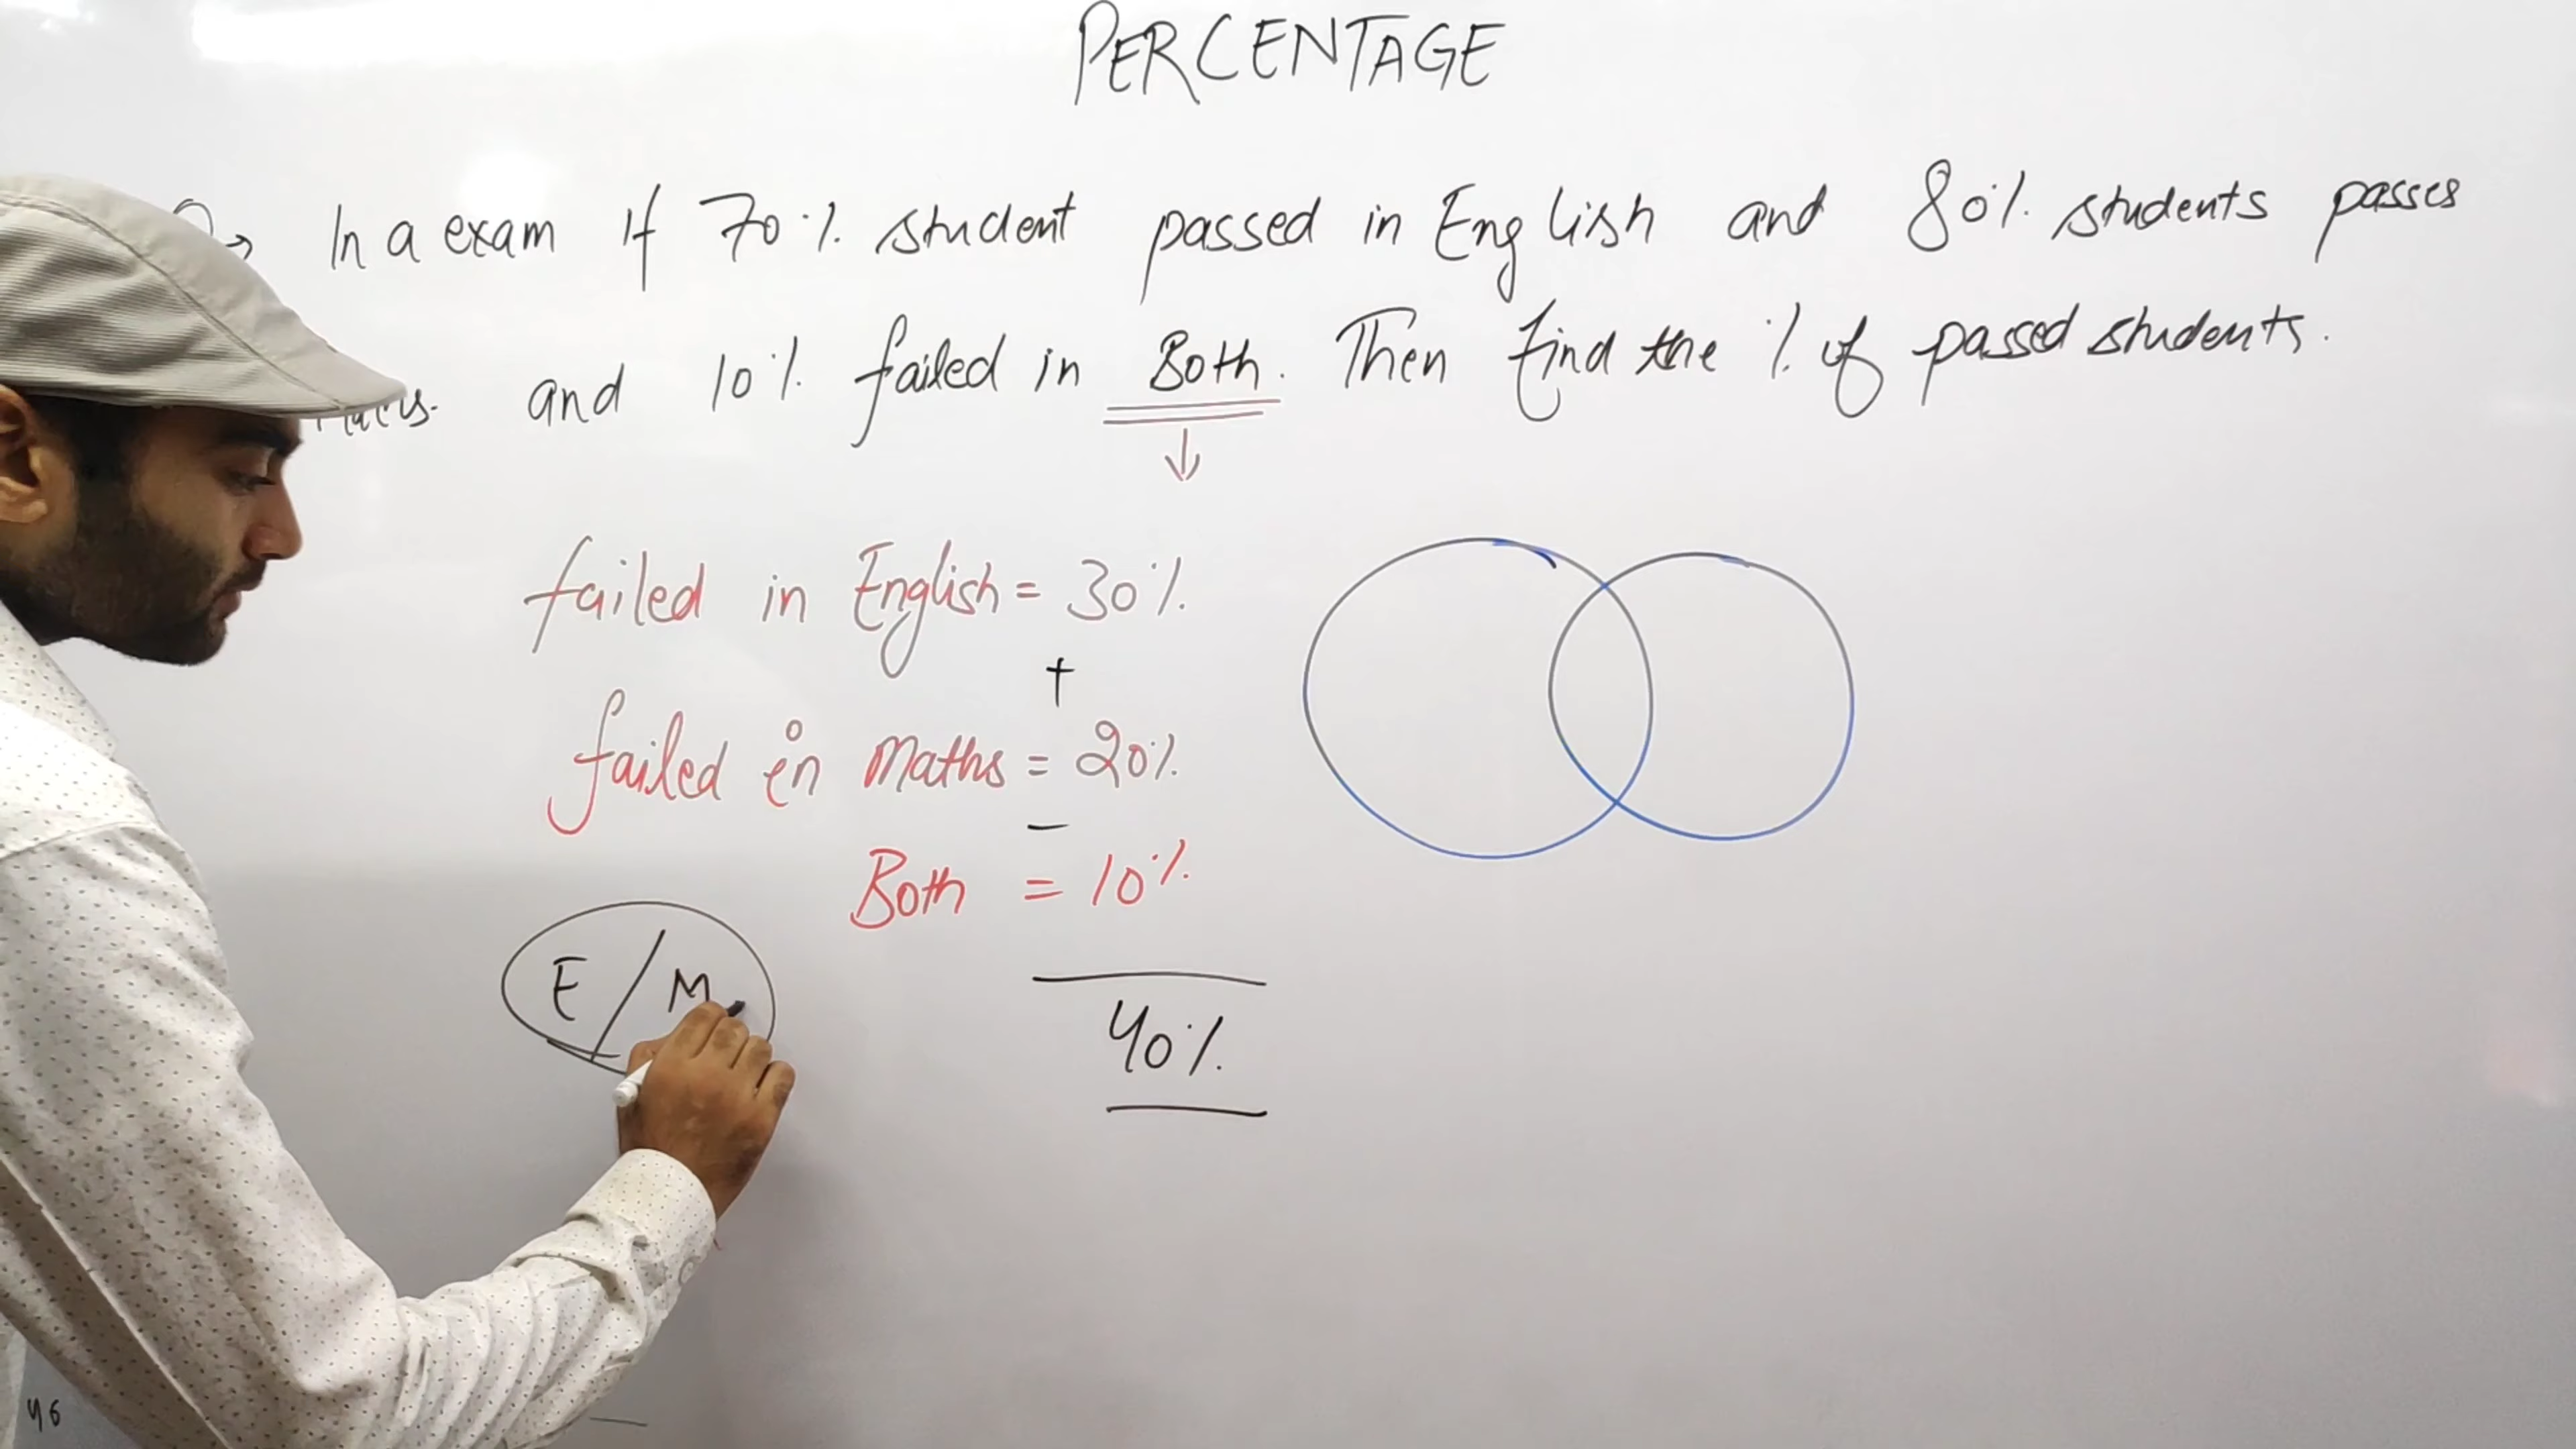 PERCENTAGE
In a exam if 70% student passed in English and 80% students passes
and 10% failed in Both. Then find the % of passed students.
failed in English = 30%
+
failed in Maths = 20%
-
Both = 10%
E/M
40%
46